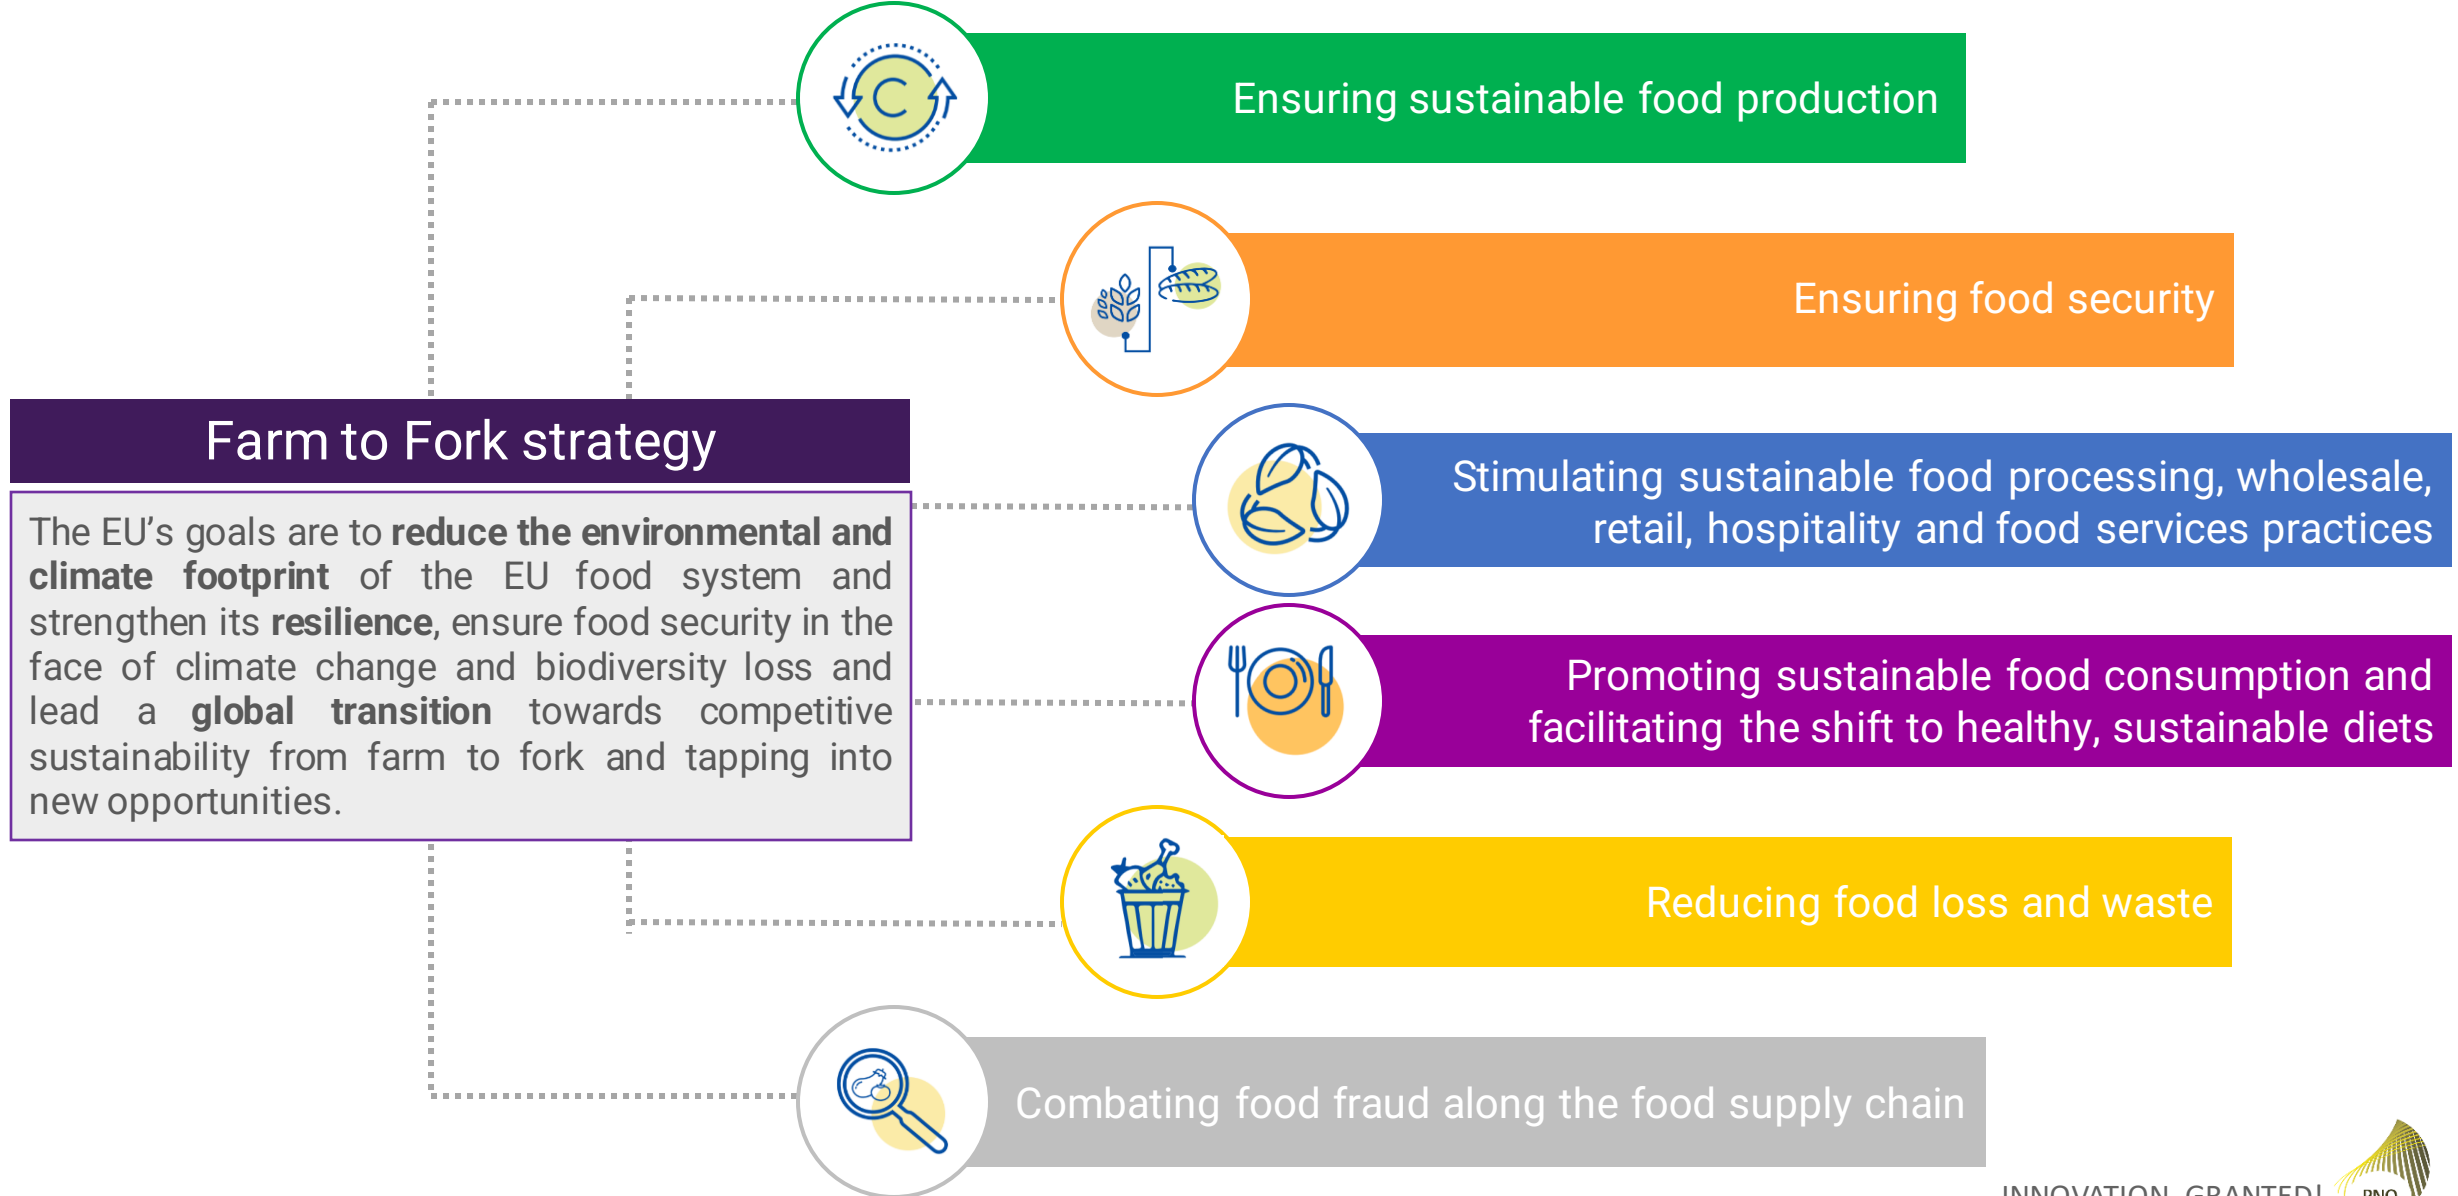 Ensuring sustainable food production
Ensuring food security
Farm to Fork strategy
The EU’s goals are to reduce the environmental and
climate footprint of the EU food system and
strengthen its resilience, ensure food security in the
face of climate change and biodiversity loss and
lead a global transition towards competitive
sustainability from farm to fork and tapping into
new opportunities.
Stimulating sustainable food processing, wholesale,
retail, hospitality and food services practices
Promoting sustainable food consumption and
facilitating the shift to healthy, sustainable diets
Reducing food loss and waste
Combating food fraud along the food supply chain
INNOVATION, GRANTED!
PNO